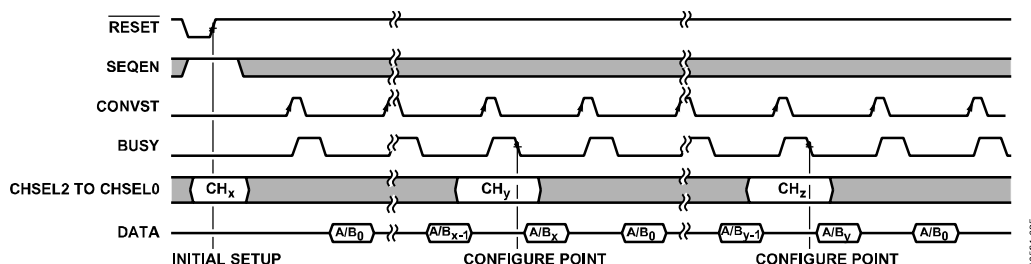 RESET
SEQEN
CONVST
BUSY
CHSEL2 TO CHSEL0 CHx CHy CHz
DATA A/B0 A/Bx-1 A/Bx A/B0 A/By-1 A/By A/B0
INITIAL SETUP CONFIGURE POINT CONFIGURE POINT